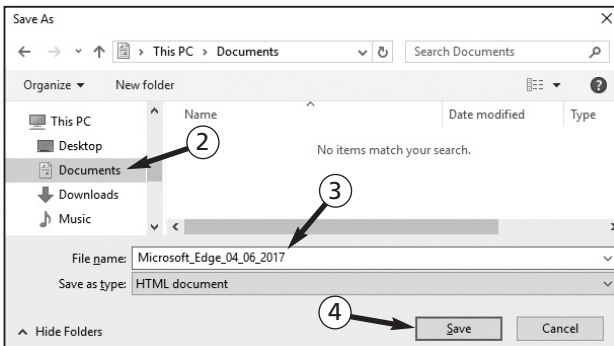 Save As
This PC > Documents
Search Documents
Organize
New folder
?
This PC
Desktop
Documents
Downloads
Music
Name
Date modified
Type
No items match your search.
2
3
File name: Microsoft_Edge_04_06_2017
Save as type: HTML document
4
Hide Folders
Save
Cancel